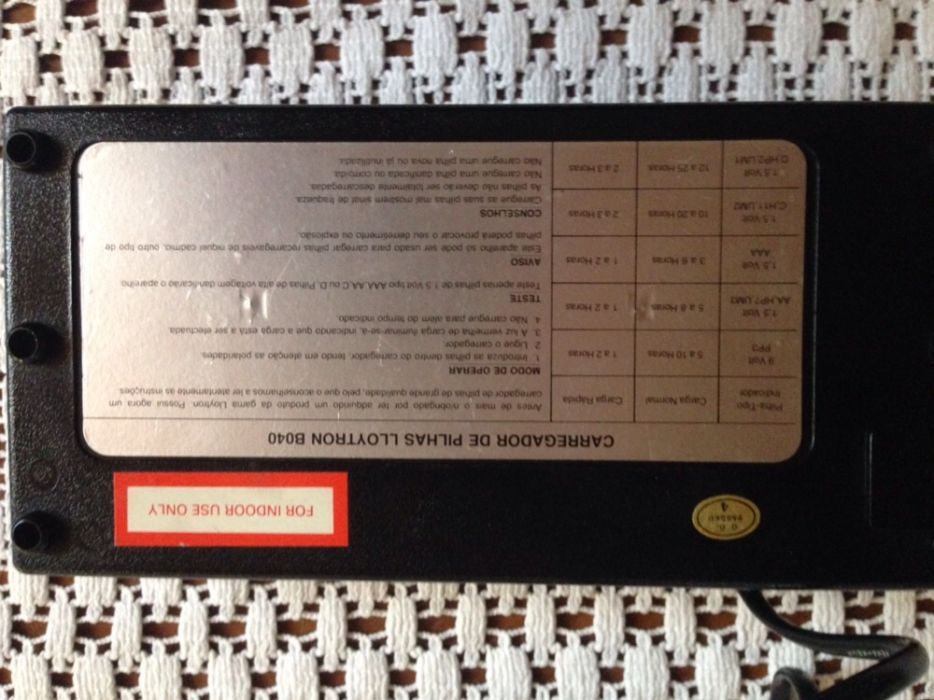 FOR INDOOR USE ONLY
Q. C.
PASSED
4
CARREGADOR DE PILHAS LLOYTRON B040
Antes de mais o n/obrigado por ter adquirido um produto da gama Lloytron. Possui agora um
carregador de pilhas de grande qualidade, pelo que o aconselhamos a ler atentamente as instruções.
MODO DE OPERAR
1. Introduza as pilhas dentro do carregador, tendo em atenção as polaridades.
2. Ligue o carregador.
3. A luz vermelha de carga iluminar-se-á, indicando que a carga está a ser efectuada.
4. Não carregue para além do tempo indicado.
TESTE
Teste apenas pilhas de 1.5 Volt tipo AAA, AA, C ou D. Pilhas de alta voltagem danificarão o aparelho
AVISO
Este aparelho só pode ser usado para carregar pilhas recarregáveis de niquel cadmio, outro tipo de
pilhas poderá provocar o seu derretimento ou explosão.
CONSELHOS
Carregue as suas pilhas mal mostrem sinal de fraqueza.
As pilhas não deverão ser totalmente descarregadas.
Não carregue uma pilha danificada ou corroida.
Não carregue uma pilha nova ou já inutilizada.
Pilha-Tipo Indicador Carga Normal Carga Rápida
9 Volt PP3 5 a 10 Horas 1 a 2 Horas
1.5 Volt AA,HP7,UM3 5 a 8 Horas 1 a 2 Horas
1.5 Volt AAA 3 a 6 Horas 1 a 2 Horas
1.5 Volt C,H11,UM2 10 a 20 Horas 2 a 3 Horas
1.5 Volt D,HP2,UM1 12 a 25 Horas 2 a 3 Horas